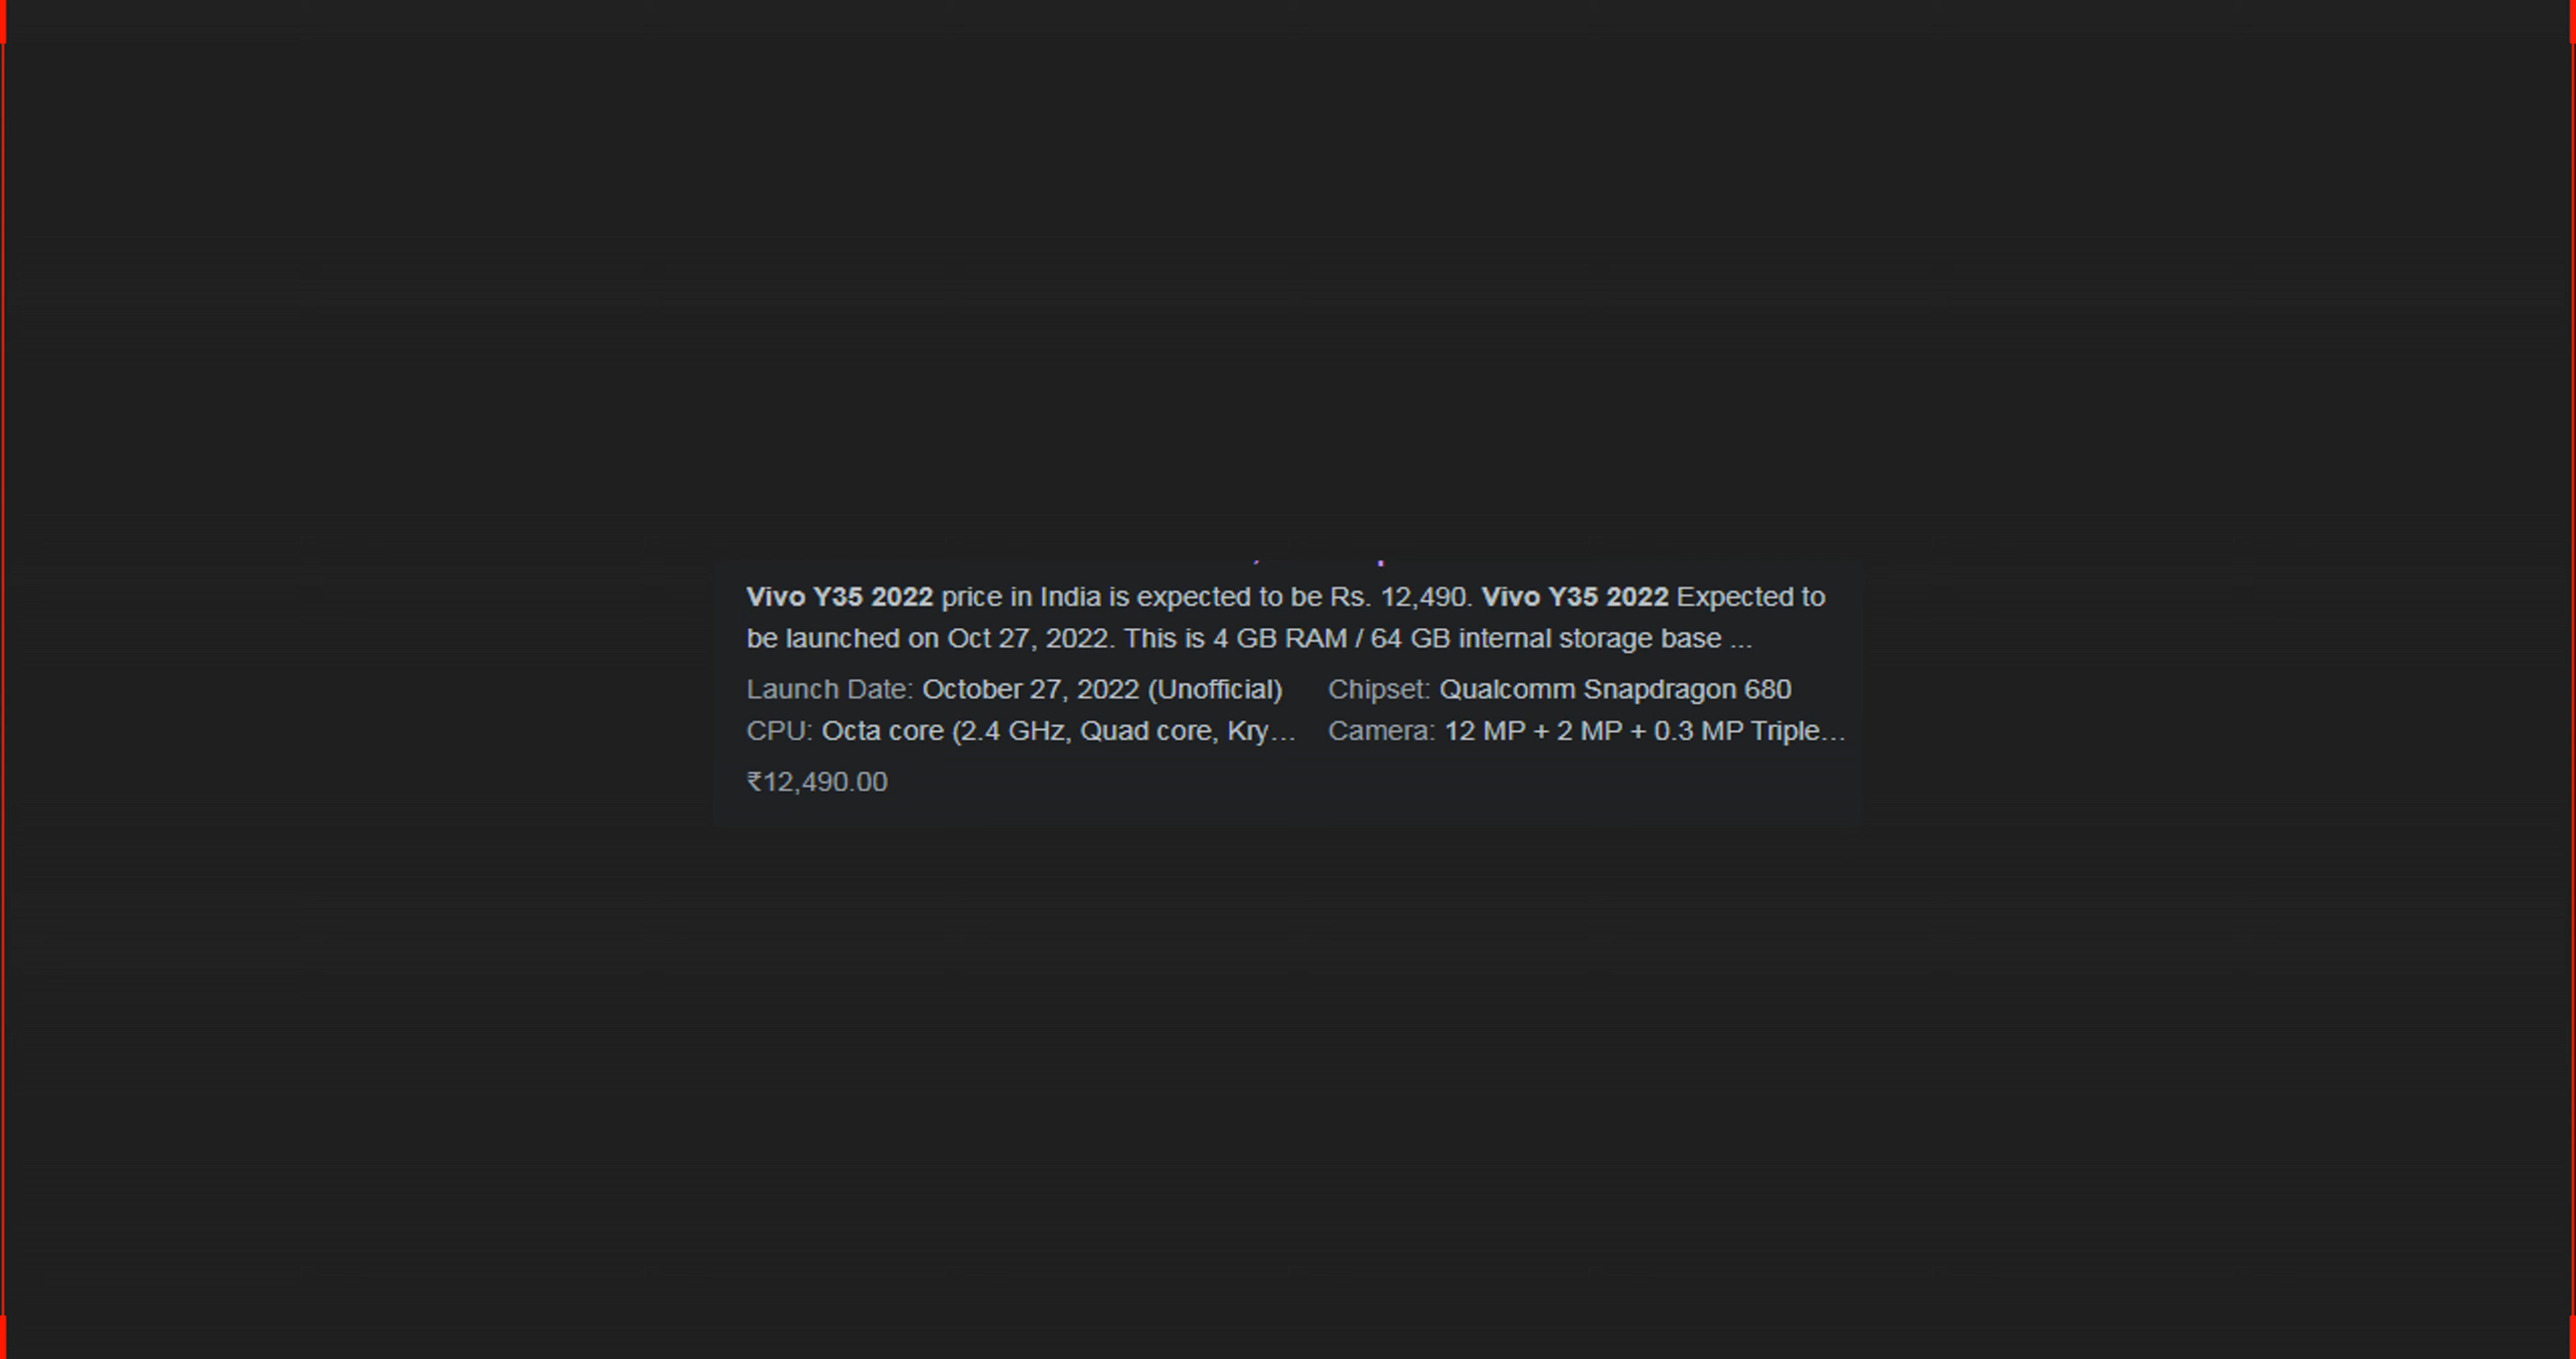 Vivo Y35 2022 price in India is expected to be Rs. 12,490. Vivo Y35 2022 Expected to
be launched on Oct 27, 2022. This is 4 GB RAM / 64 GB internal storage base ...
Launch Date: October 27, 2022 (Unofficial) Chipset: Qualcomm Snapdragon 680
CPU: Octa core (2.4 GHz, Quad core, Kry... Camera: 12 MP + 2 MP + 0.3 MP Triple...
₹12,490.00